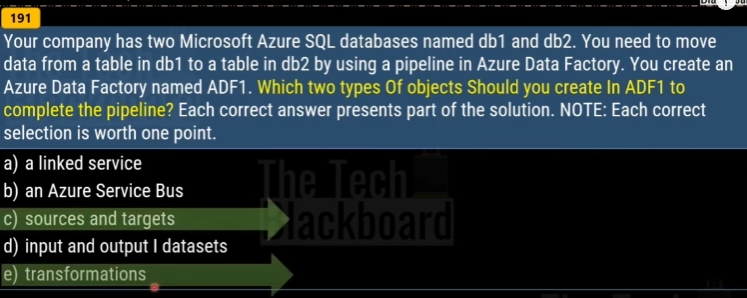 191
Your company has two Microsoft Azure SQL databases named db1 and db2. You need to move
data from a table in db1 to a table in db2 by using a pipeline in Azure Data Factory. You create an
Azure Data Factory named ADF1. Which two types Of objects Should you create In ADF1 to
complete the pipeline? Each correct answer presents part of the solution. NOTE: Each correct
selection is worth one point.
a) a linked service
b) an Azure Service Bus
c) sources and targets
d) input and output I datasets
e) transformations
The Tech
Blackboard